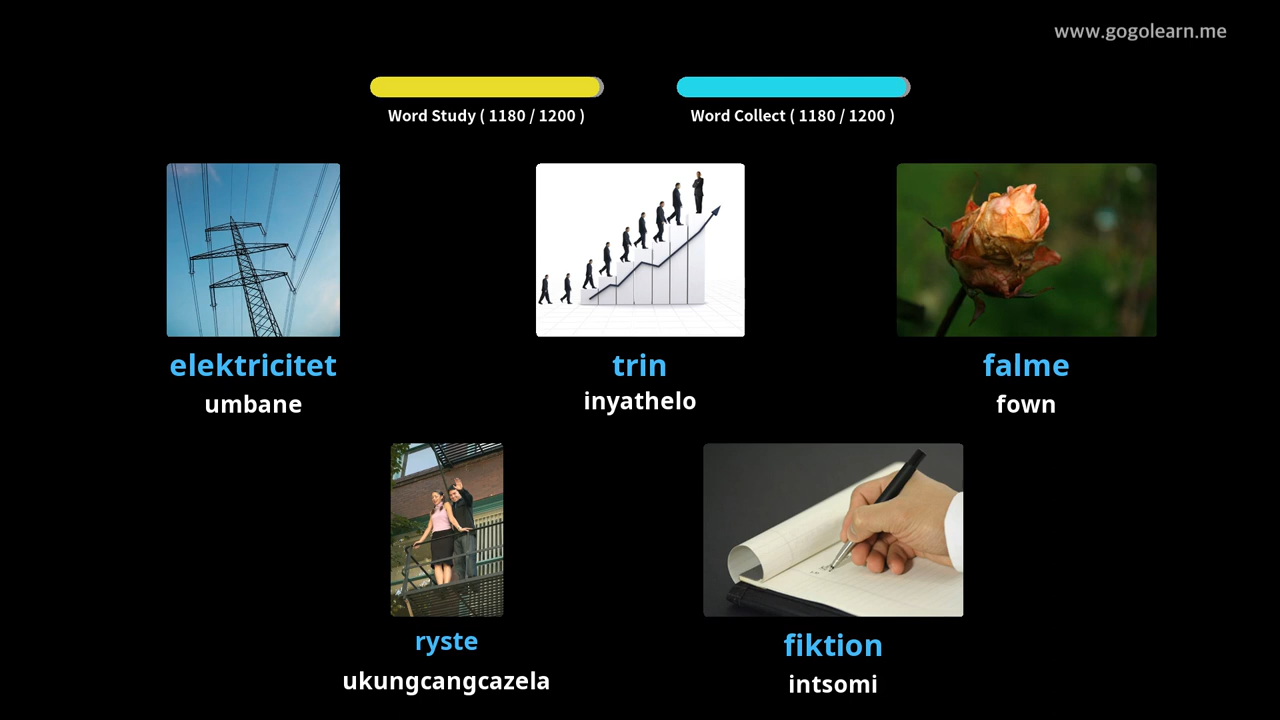 www.gogolearn.me
Word Study ( 1180 / 1200 )
Word Collect ( 1180 / 1200 )
elektricitet
umbane
trin
inyathelo
falme
fown
ryste
ukungcangcazela
fiktion
intsomi